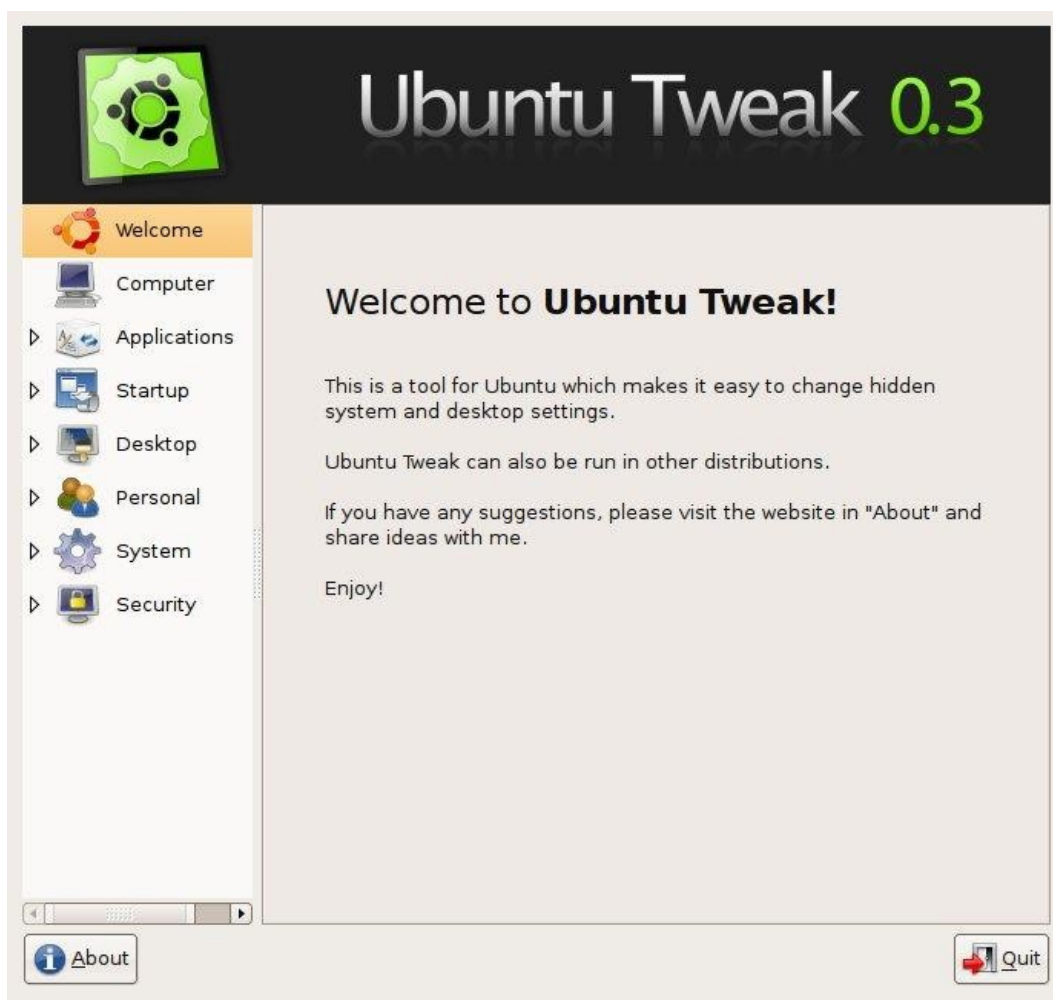 Ubuntu Tweak 0.3
Welcome
Computer
Applications
Startup
Desktop
Personal
System
Security
Welcome to Ubuntu Tweak!
This is a tool for Ubuntu which makes it easy to change hidden
system and desktop settings.
Ubuntu Tweak can also be run in other distributions.
If you have any suggestions, please visit the website in "About" and
share ideas with me.
Enjoy!
About
Quit